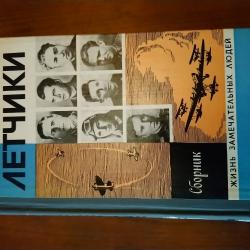 ЛЕТЧИКИ
Сборник
ЖИЗНЬ ЗАМЕЧАТЕЛЬНЫХ ЛЮДЕЙ